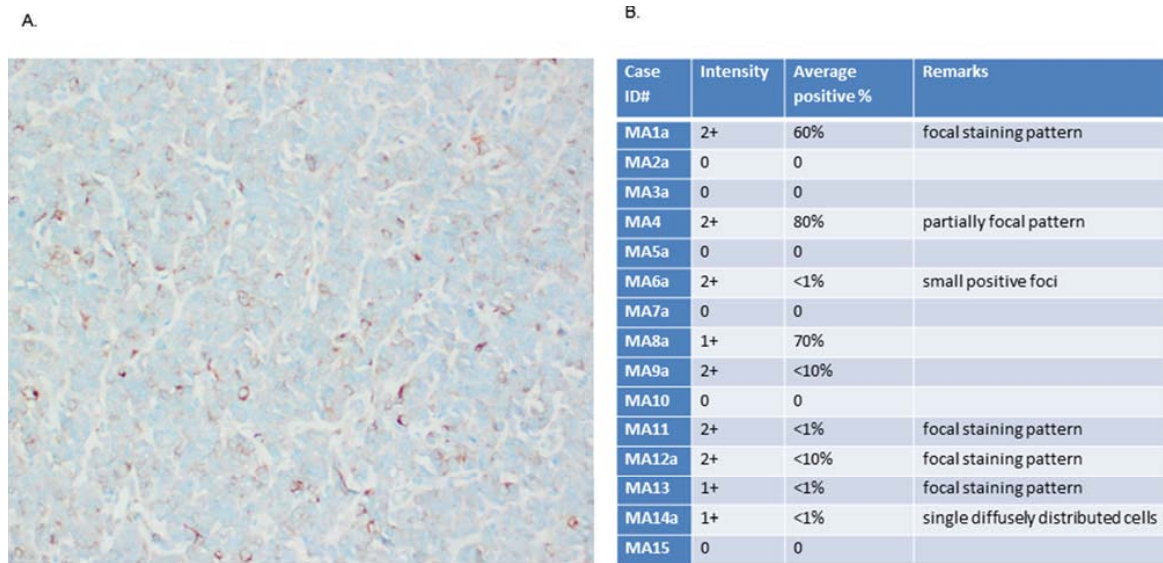 A.
B.
Case ID# Intensity Average positive % Remarks
MA1a 2+ 60% focal staining pattern
MA2a 0 0
MA3a 0 0
MA4 2+ 80% partially focal pattern
MA5a 0 0
MA6a 2+ <1% small positive foci
MA7a 0 0
MA8a 1+ 70%
MA9a 2+ <10%
MA10 0 0
MA11 2+ <1% focal staining pattern
MA12a 2+ <10% focal staining pattern
MA13 1+ <1% focal staining pattern
MA14a 1+ <1% single diffusely distributed cells
MA15 0 0